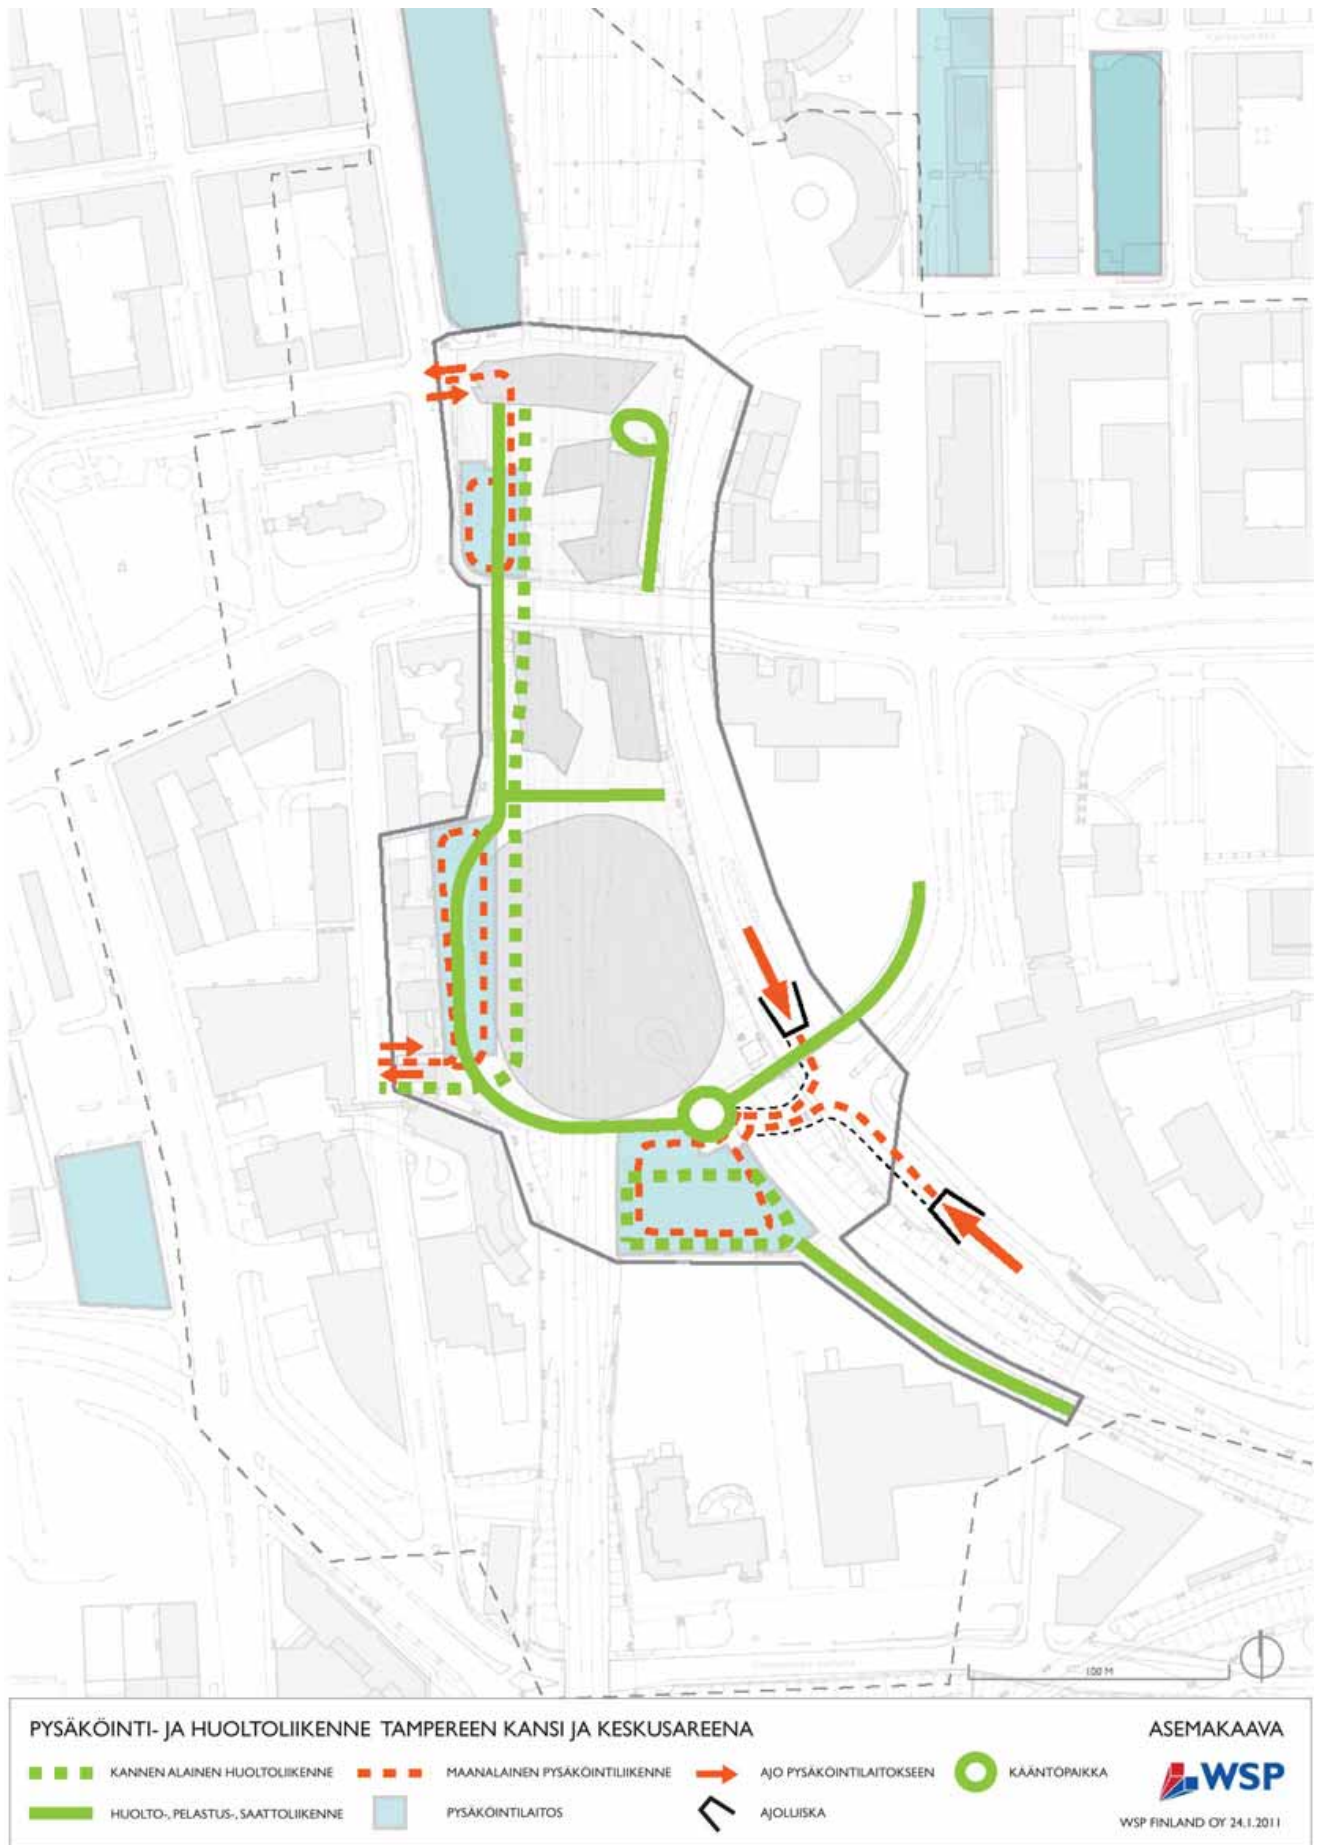 100 M
PYSÄKÖINTI- JA HUOLTOLIIKENNE TAMPEREEN KANSI JA KESKUSAREENA
ASEMAKAAVA
KANNEN ALAINEN HUOLTOLIIKENNE
MAANALAINEN PYSÄKÖINTILIIKENNE
AJO PYSÄKÖINTILAITOKSEEN
KÄÄNTÖPAIKKA
WSP
HUOLTO-, PELASTUS-, SAATTOLIIKENNE
PYSÄKÖINTILAITOS
AJOLUISKA
WSP FINLAND OY 24.1.2011